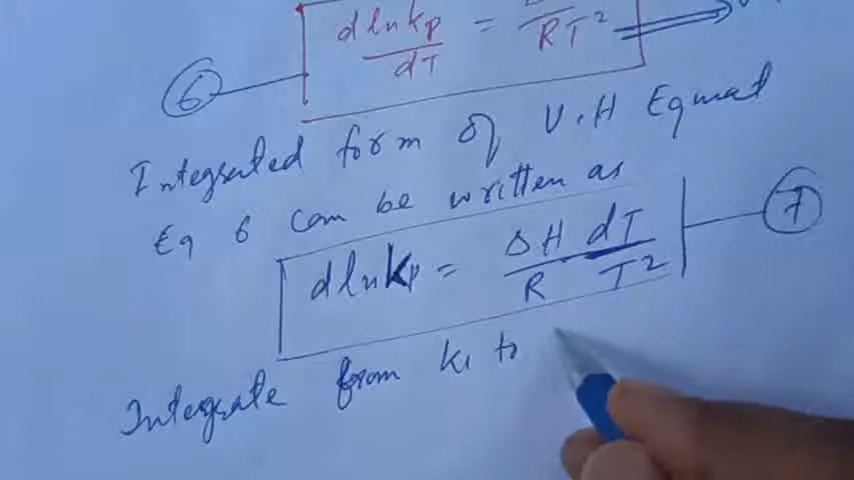 d ln Kp / dT = / RT²
6
Integrated form of V.H Equat
Eq 6 can be written as
d ln Kp = ΔH / R dT / T² 7
Integrate from K1 to